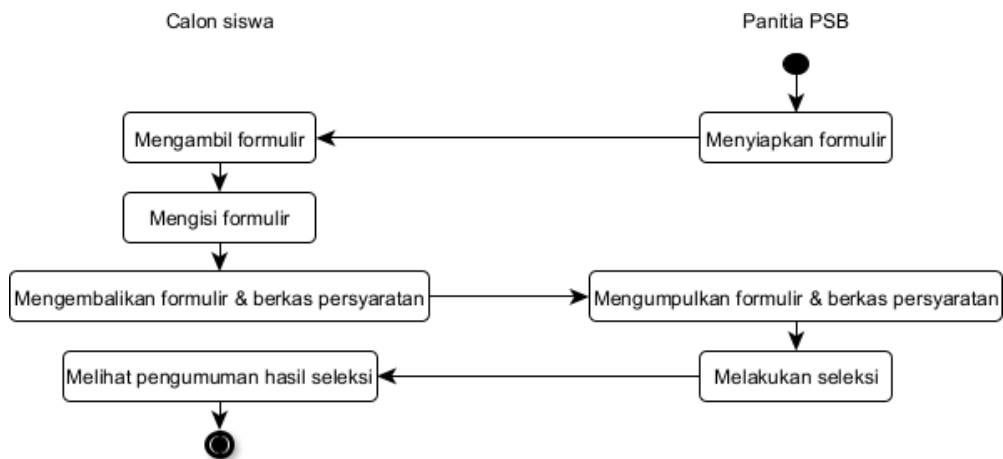 Calon siswa
Panitia PSB
Mengambil formulir
Menyiapkan formulir
Mengisi formulir
Mengembalikan formulir & berkas persyaratan
Mengumpulkan formulir & berkas persyaratan
Melihat pengumuman hasil seleksi
Melakukan seleksi